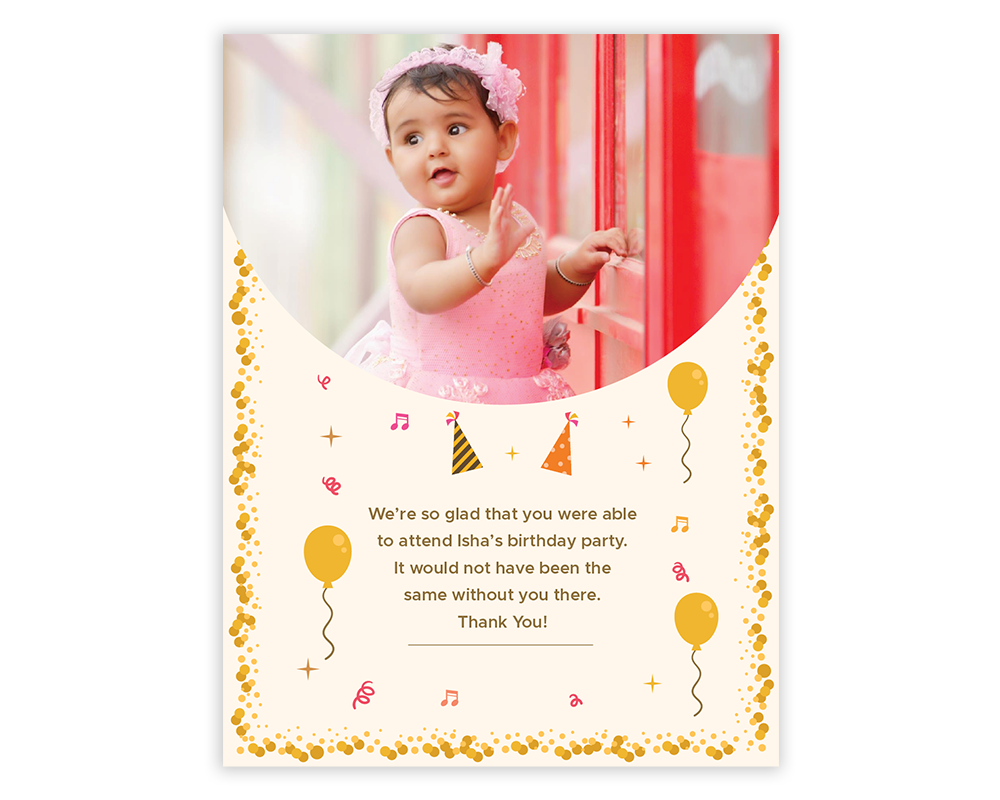 We’re so glad that you were able
to attend Isha’s birthday party.
It would not have been the
same without you there.
Thank You!